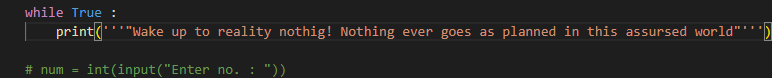 while True :
    print('''"Wake up to reality nothig! Nothing ever goes as planned in this assursed world"''')
# num = int(input("Enter no. : "))